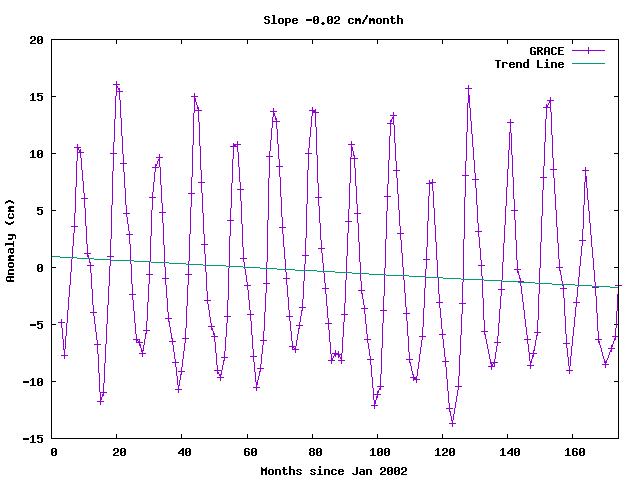 Slope -0.02 cm/month
20
15
10
5
0
-5
-10
-15
Anomaly (cm)
GRACE
Trend Line
0 20 40 60 80 100 120 140 160
Months since Jan 2002